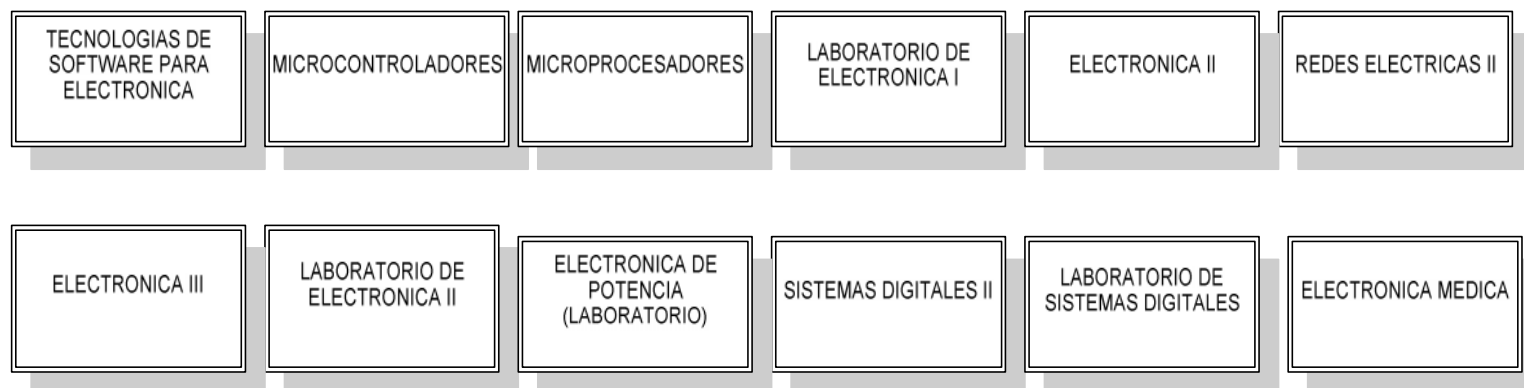 TECNOLOGIAS DE
SOFTWARE PARA
ELECTRONICA
MICROCONTROLADORES
MICROPROCESADORES
LABORATORIO DE
ELECTRONICA I
ELECTRONICA II
REDES ELECTRICAS II
ELECTRONICA III
LABORATORIO DE
ELECTRONICA II
ELECTRONICA DE
POTENCIA
(LABORATORIO)
SISTEMAS DIGITALES II
LABORATORIO DE
SISTEMAS DIGITALES
ELECTRONICA MEDICA